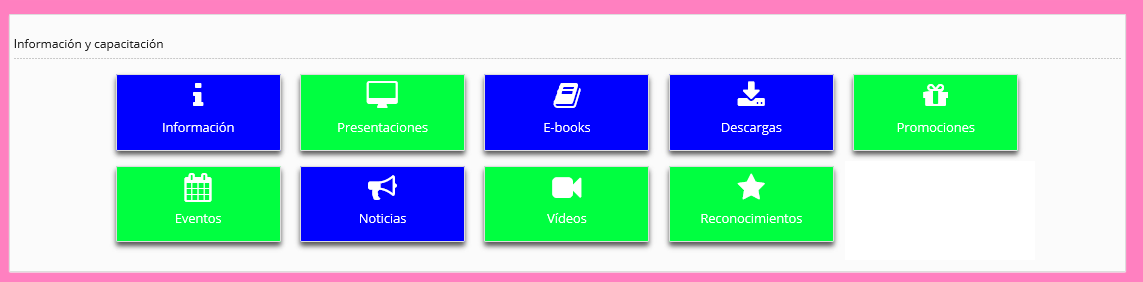 Información y capacitación
Información
Presentaciones
E-books
Descargas
Promociones
Eventos
Noticias
Vídeos
Reconocimientos